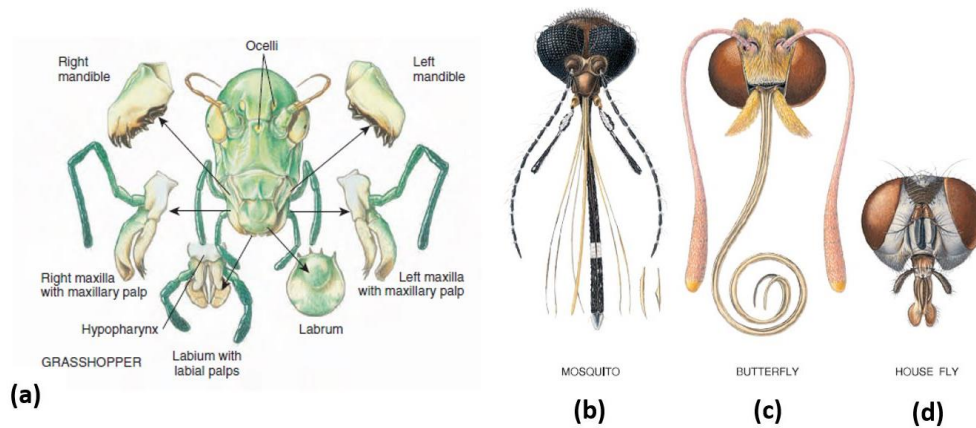 Ocelli
Right
mandible
Left
mandible
Right maxilla
with maxillary palp
Left maxilla
with maxillary palp
Hypopharynx
Labrum
GRASSHOPPER
Labium with
labial palps
(a)
MOSQUITO
(b)
BUTTERFLY
(c)
HOUSE FLY
(d)